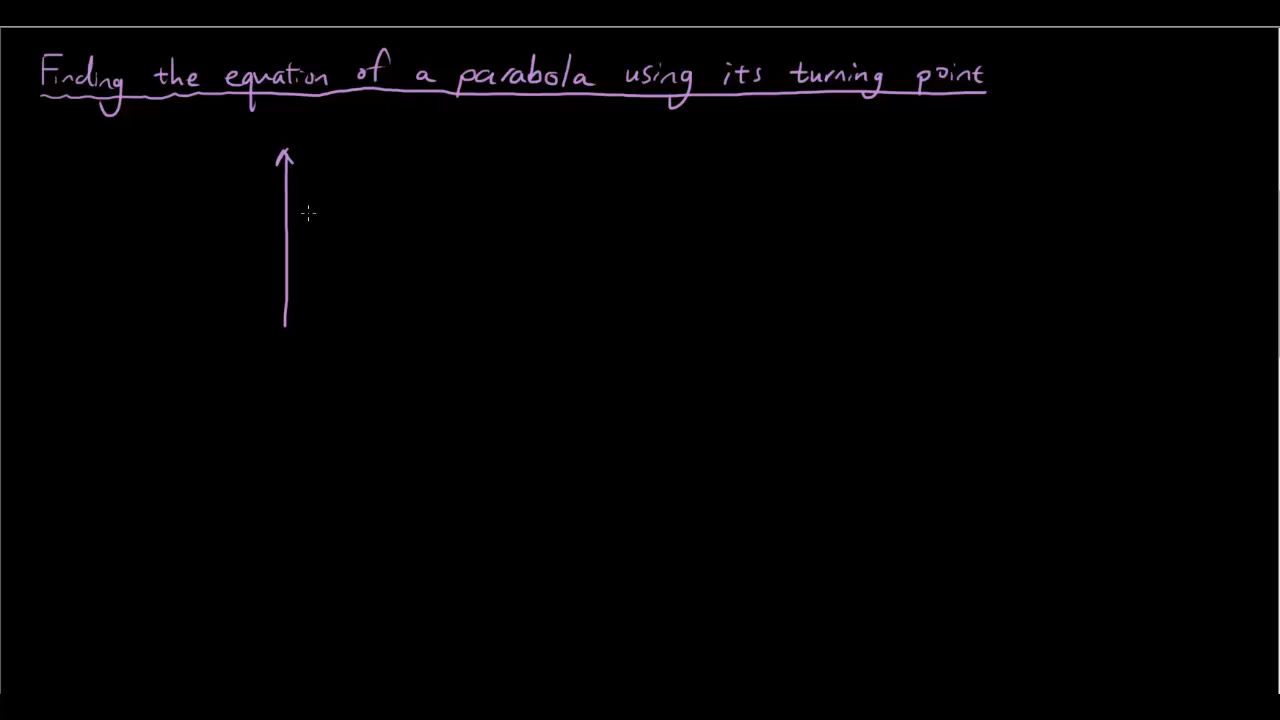 Finding the equation of a parabola using its turning point